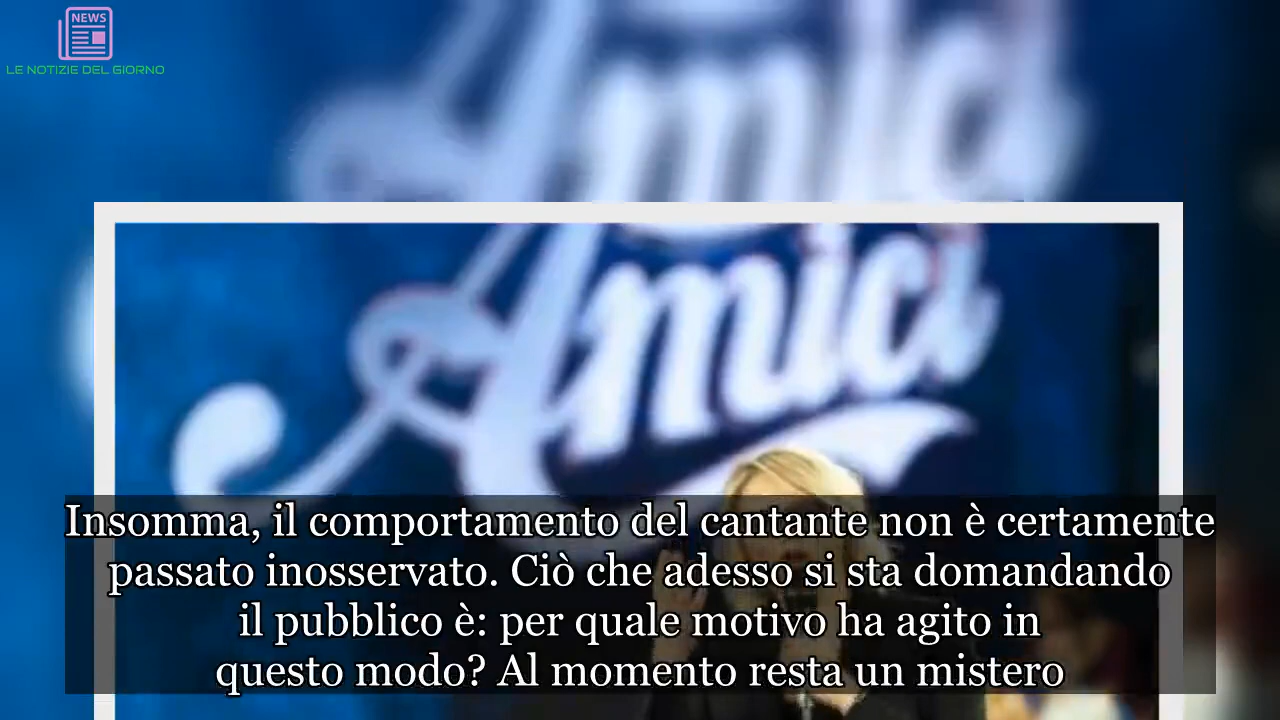 NEWS
LE NOTIZIE DEL GIORNO
Amici
Amici
Insomma, il comportamento del cantante non è certamente
passato inosservato. Ciò che adesso si sta domandando
il pubblico è: per quale motivo ha agito in
questo modo? Al momento resta un mistero